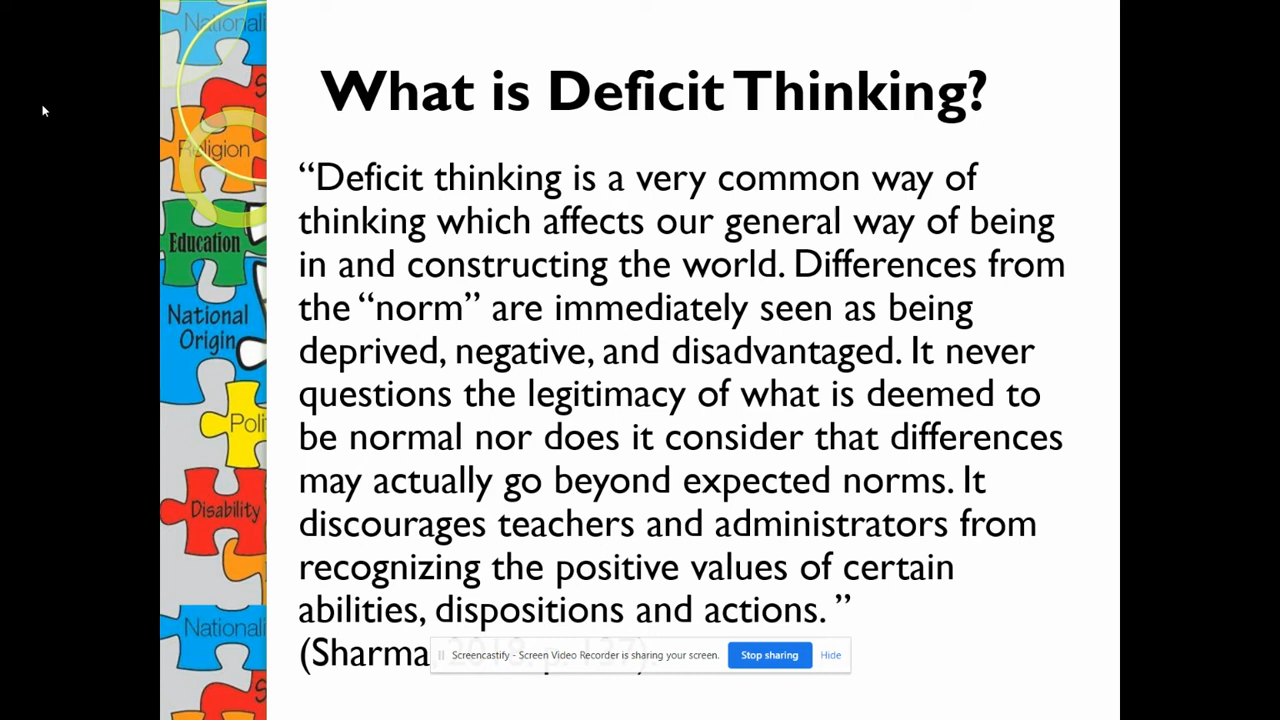 Nationali
S
Religion
Education
National
Origin
Poli
Disability
Nationali
S
What is Deficit Thinking?
“Deficit thinking is a very common way of
thinking which affects our general way of being
in and constructing the world. Differences from
the “norm” are immediately seen as being
deprived, negative, and disadvantaged. It never
questions the legitimacy of what is deemed to
be normal nor does it consider that differences
may actually go beyond expected norms. It
discourages teachers and administrators from
recognizing the positive values of certain
abilities, dispositions and actions. ”
(Sharma,
Screencastify - Screen Video Recorder is sharing your screen. Stop sharing Hide